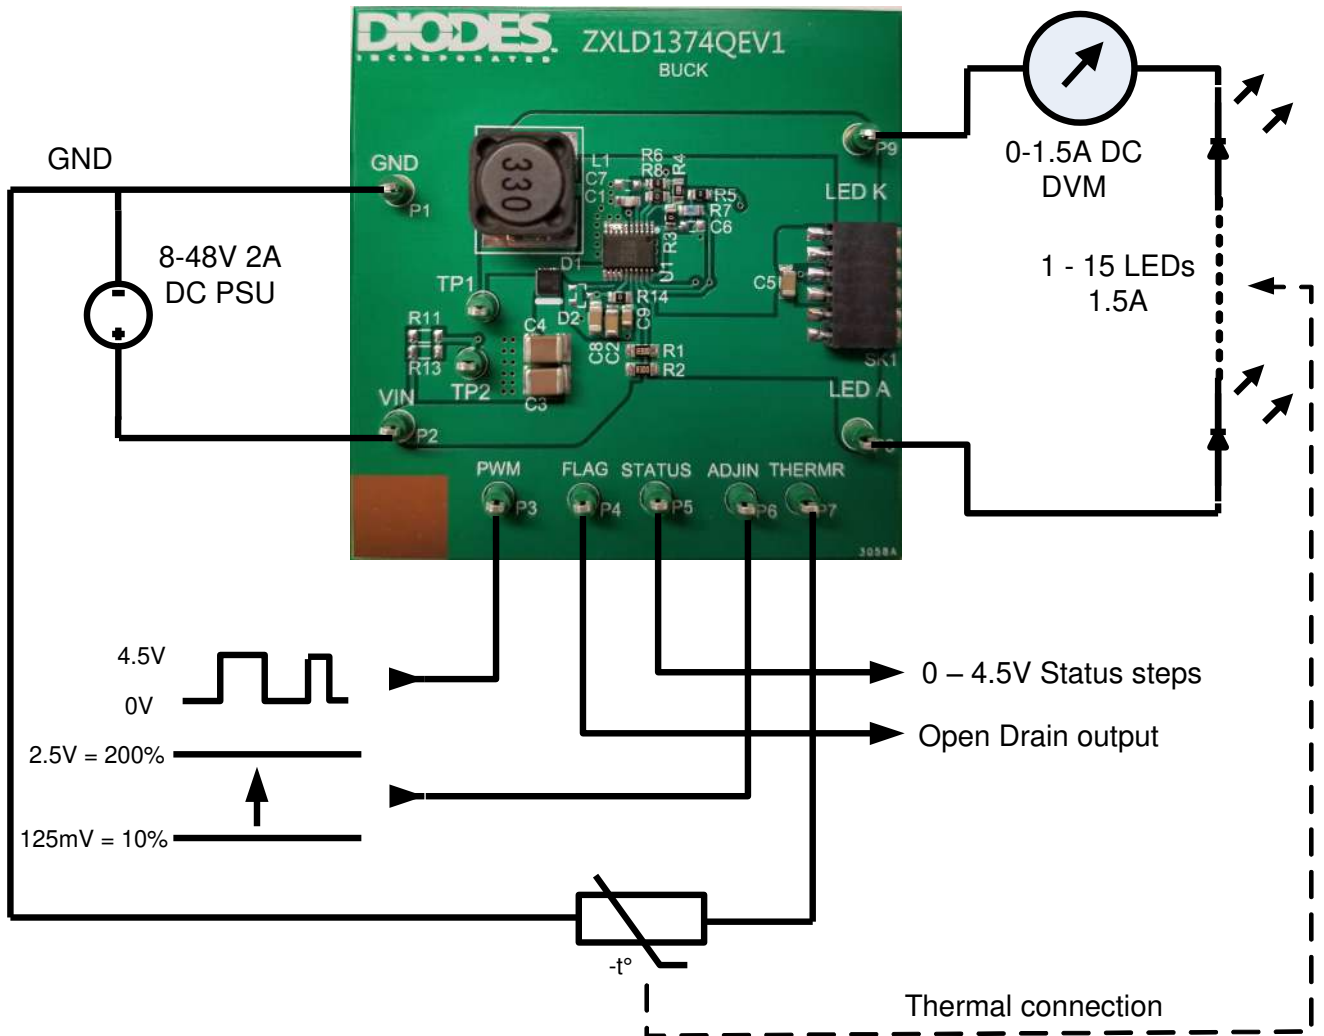 DIODES.
INCORPORATED
ZXLD1374QEV1
BUCK
GND
GND
P1
P9
0-1.5A DC
DVM
LED K
8-48V 2A
DC PSU
1 - 15 LEDs
1.5A
L1
C7
C1
R6
R8
R4
R5
R7
C6
R3
U1
D1
TP1
D2
R14
C9
C8
C2
C5
SK1
R11
R13
TP2
C4
C3
R1
R2
LED A
VIN
P2
PWM
FLAG
STATUS
ADJIN
THERMR
P3
P4
P5
P6
P7
3058A
4.5V
0V
0 – 4.5V Status steps
Open Drain output
2.5V = 200%
125mV = 10%
-t°
Thermal connection